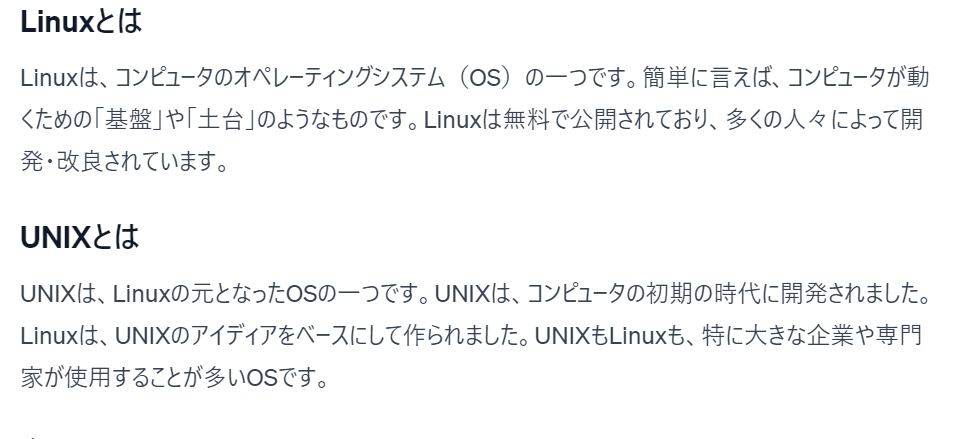 Linuxとは
Linuxは、コンピュータのオペレーティングシステム（OS）の一つです。簡単に言えば、コンピュータが動
くための「基盤」や「土台」のようなものです。Linuxは無料で公開されており、多くの人々によって開
発・改良されています。
UNIXとは
UNIXは、Linuxの元となったOSの一つです。UNIXは、コンピュータの初期の時代に開発されました。
Linuxは、UNIXのアイディアをベースにして作られました。UNIXもLinuxも、特に大きな企業や専門
家が使用することが多いOSです。